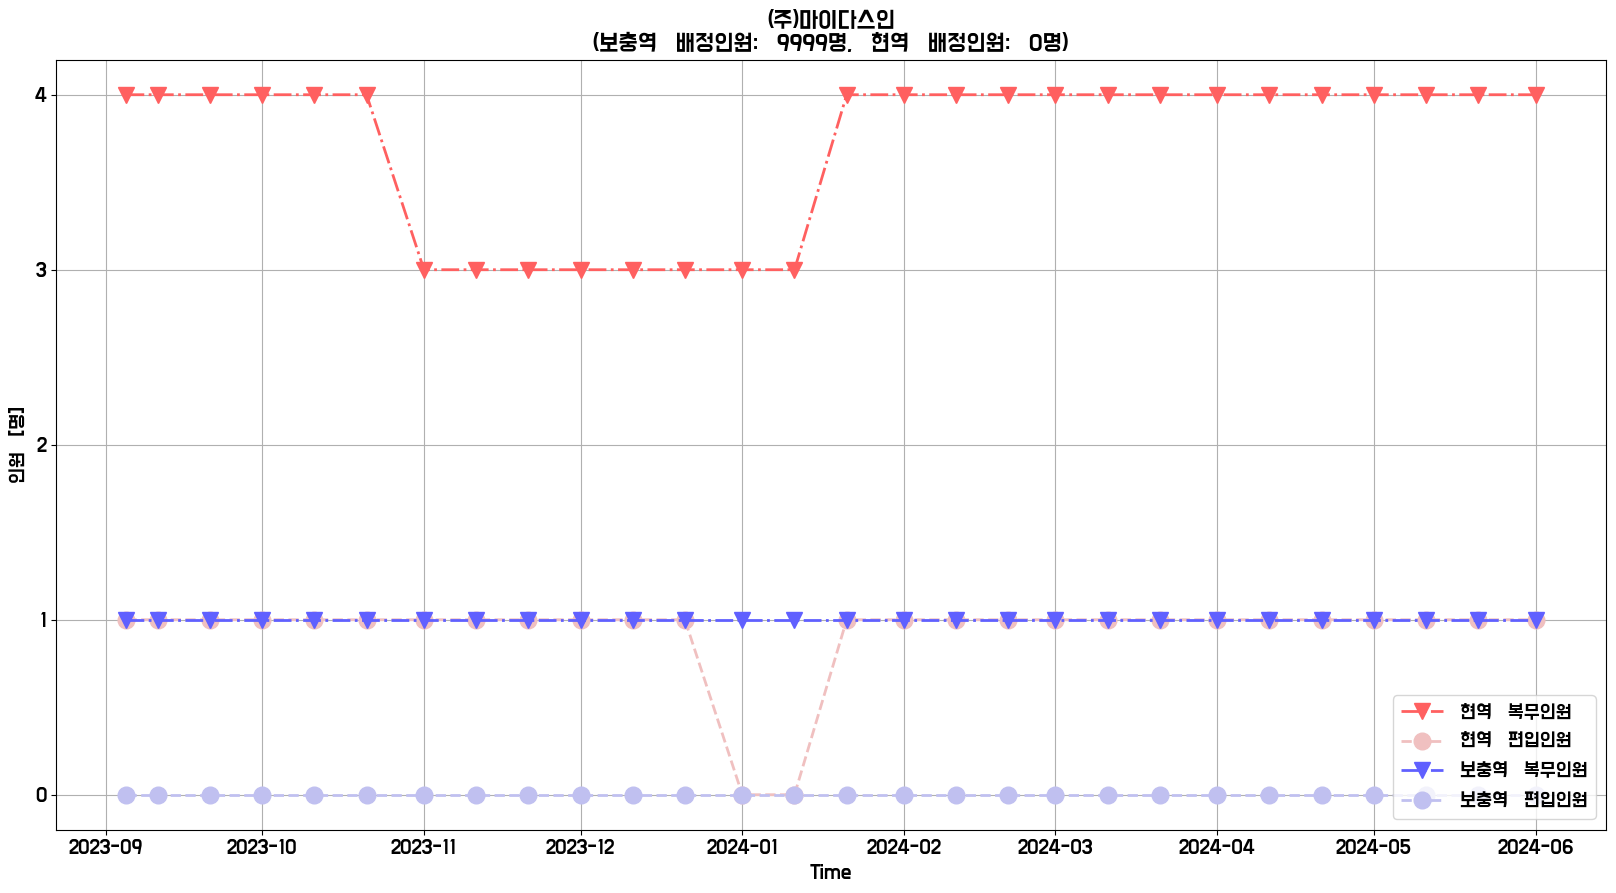 (주)마이다스인
(보충역 배정인원: 9999명, 현역 배정인원: 0명)
인원 [명]
4
3
2
1
0
현역 복무인원
현역 편입인원
보충역 복무인원
보충역 편입인원
2023-09 2023-10 2023-11 2023-12 2024-01 2024-02 2024-03 2024-04 2024-05 2024-06
Time